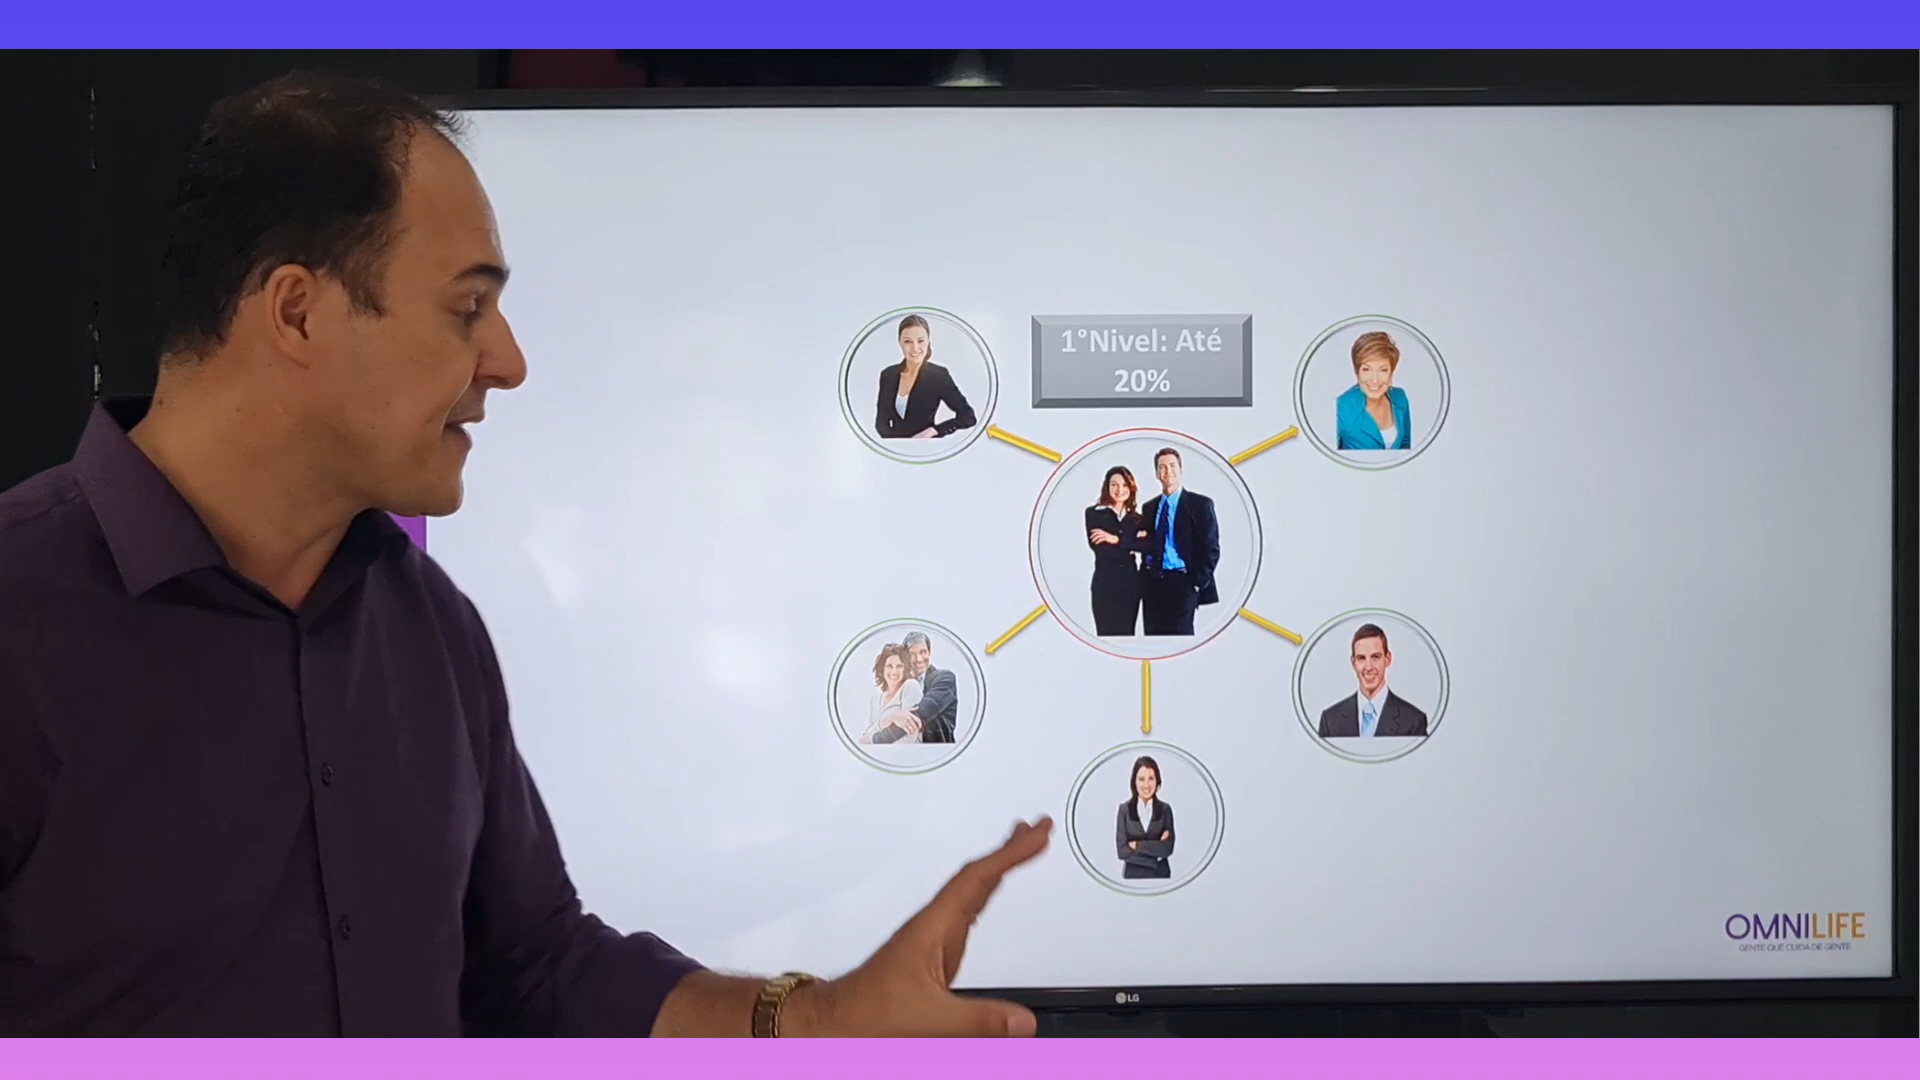 1°Nivel: Até
20%
OMNILIFE
GENTE QUE CUIDA DE GENTE
LG